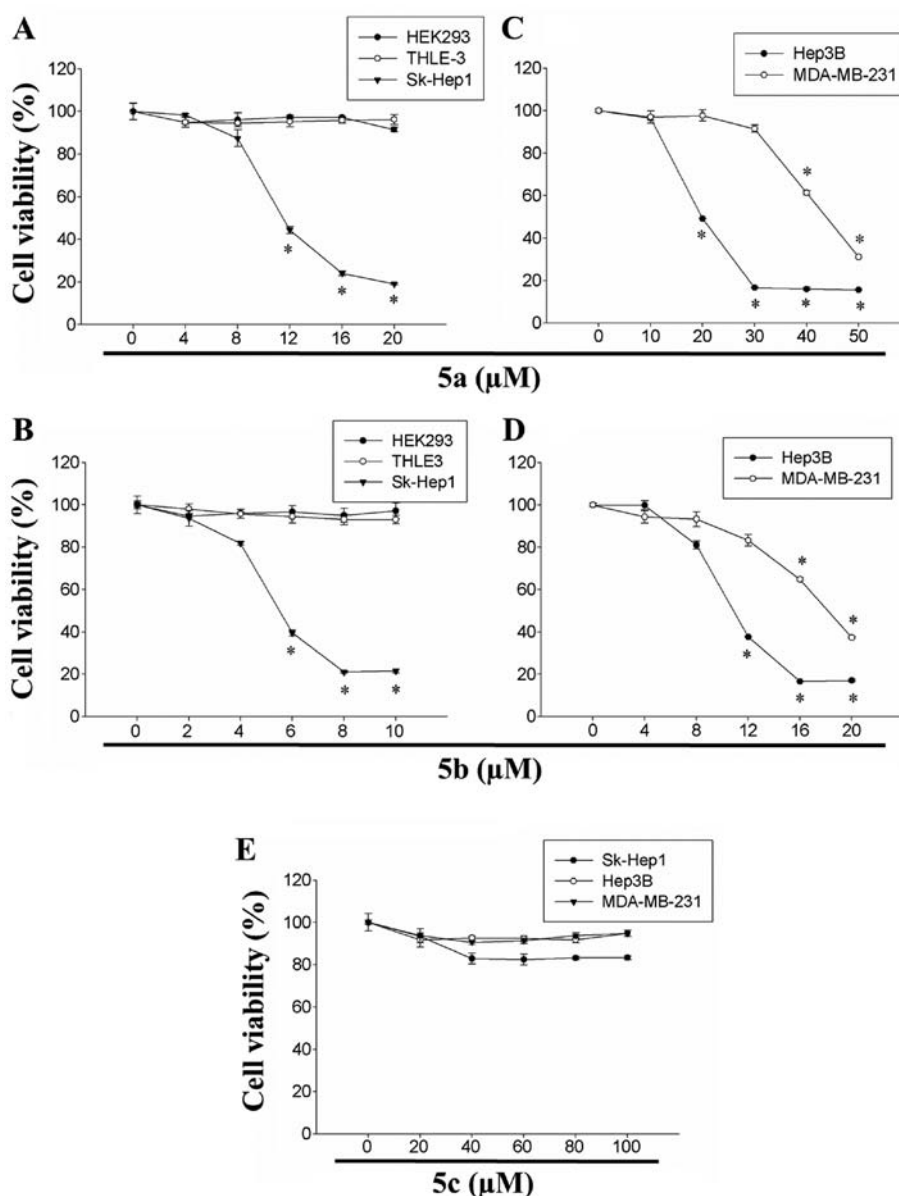 A
HEK293
THLE-3
Sk-Hep1
Cell viability (%)
120
100
80
60
40
20
0
0 4 8 12 16 20
* * *
C
Hep3B
MDA-MB-231
120
100
80
60
40
20
0
0 10 20 30 40 50
* * * * * *
5a (µM)
B
HEK293
THLE3
Sk-Hep1
Cell viability (%)
120
100
80
60
40
20
0
0 2 4 6 8 10
* * *
D
Hep3B
MDA-MB-231
120
100
80
60
40
20
0
0 4 8 12 16 20
* * * * *
5b (µM)
E
Sk-Hep1
Hep3B
MDA-MB-231
Cell viability (%)
120
100
80
60
40
20
0
0 20 40 60 80 100
5c (µM)